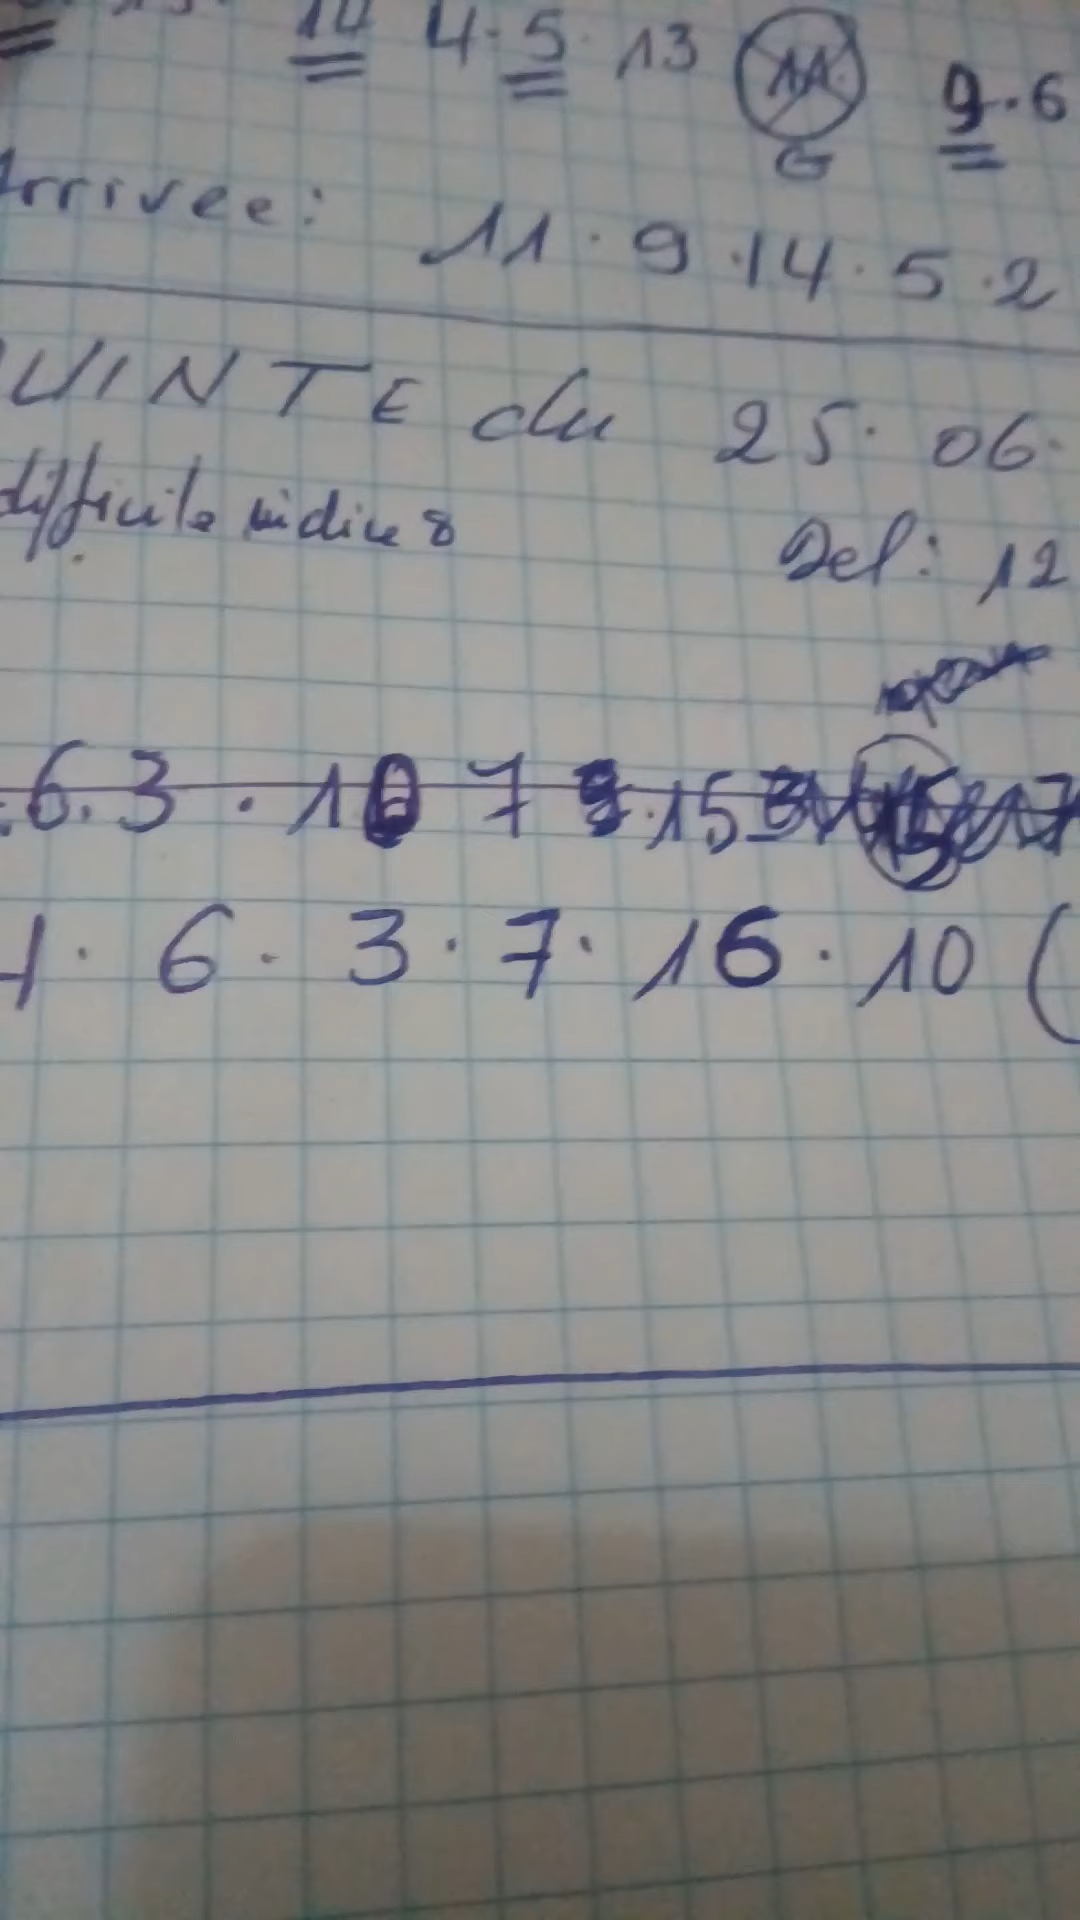 14 4. 5. 13 11. 9. 6
Arrivee: 11. 9. 14. 5. 2
UINTE du 25. 06.
difficile indice 8 Del: 12
6. 3. 10 7 15
1. 6. 3. 7. 16. 10 (